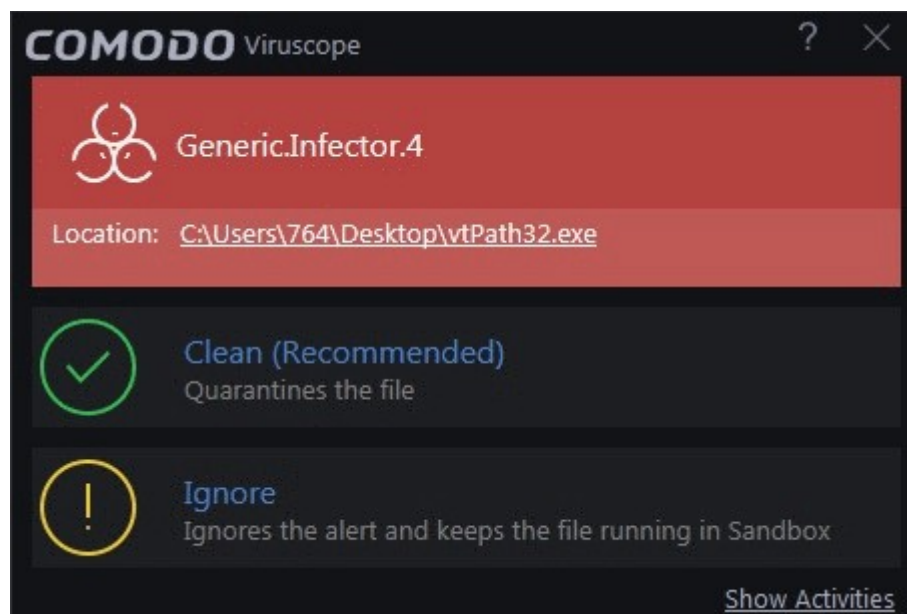 COMODO Viruscope ?
Generic.Infector.4
Location: C:\Users\764\Desktop\vtPath32.exe
Clean (Recommended)
Quarantines the file
!
Ignore
Ignores the alert and keeps the file running in Sandbox
Show Activities